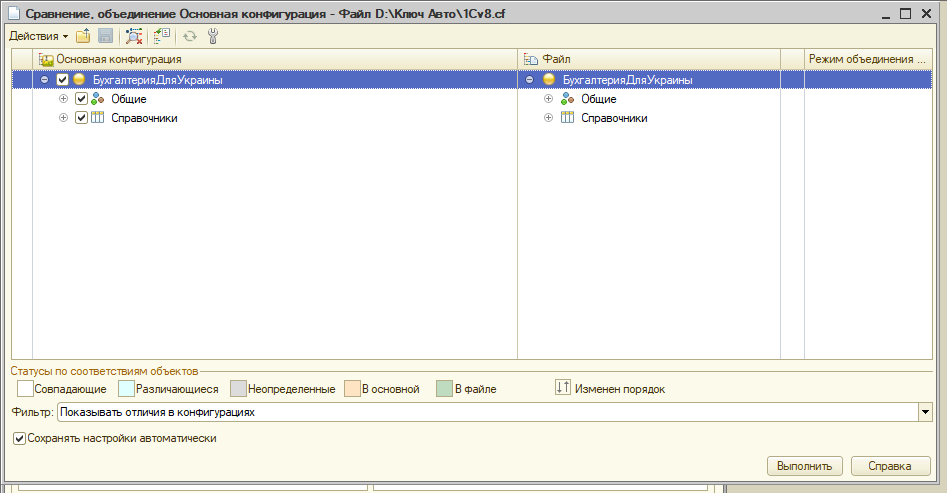 Сравнение, объединение Основная конфигурация - Файл D:\Ключ Авто\1Cv8.cf
Действия
Основная конфигурация Файл Режим объединения ...
БухгалтерияДляУкраины БухгалтерияДляУкраины
Общие Общие
Справочники Справочники
Статусы по соответствиям объектов
Совпадающие Различающиеся Неопределенные В основной В файле Изменен порядок
Фильтр: Показывать отличия в конфигурациях
Сохранять настройки автоматически
Выполнить Справка